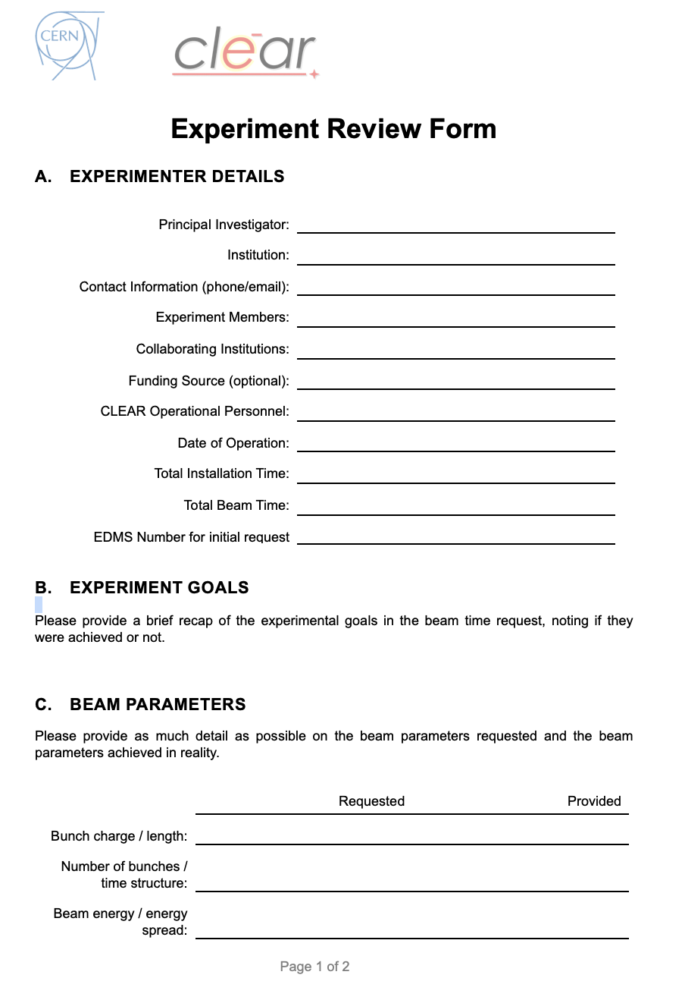 CERN
clear
Experiment Review Form
A. EXPERIMENTER DETAILS
Principal Investigator:
Institution:
Contact Information (phone/email):
Experiment Members:
Collaborating Institutions:
Funding Source (optional):
CLEAR Operational Personnel:
Date of Operation:
Total Installation Time:
Total Beam Time:
EDMS Number for initial request
B. EXPERIMENT GOALS
Please provide a brief recap of the experimental goals in the beam time request, noting if they
were achieved or not.
C. BEAM PARAMETERS
Please provide as much detail as possible on the beam parameters requested and the beam
parameters achieved in reality.
Requested Provided
Bunch charge / length:
Number of bunches /
time structure:
Beam energy / energy
spread:
Page 1 of 2